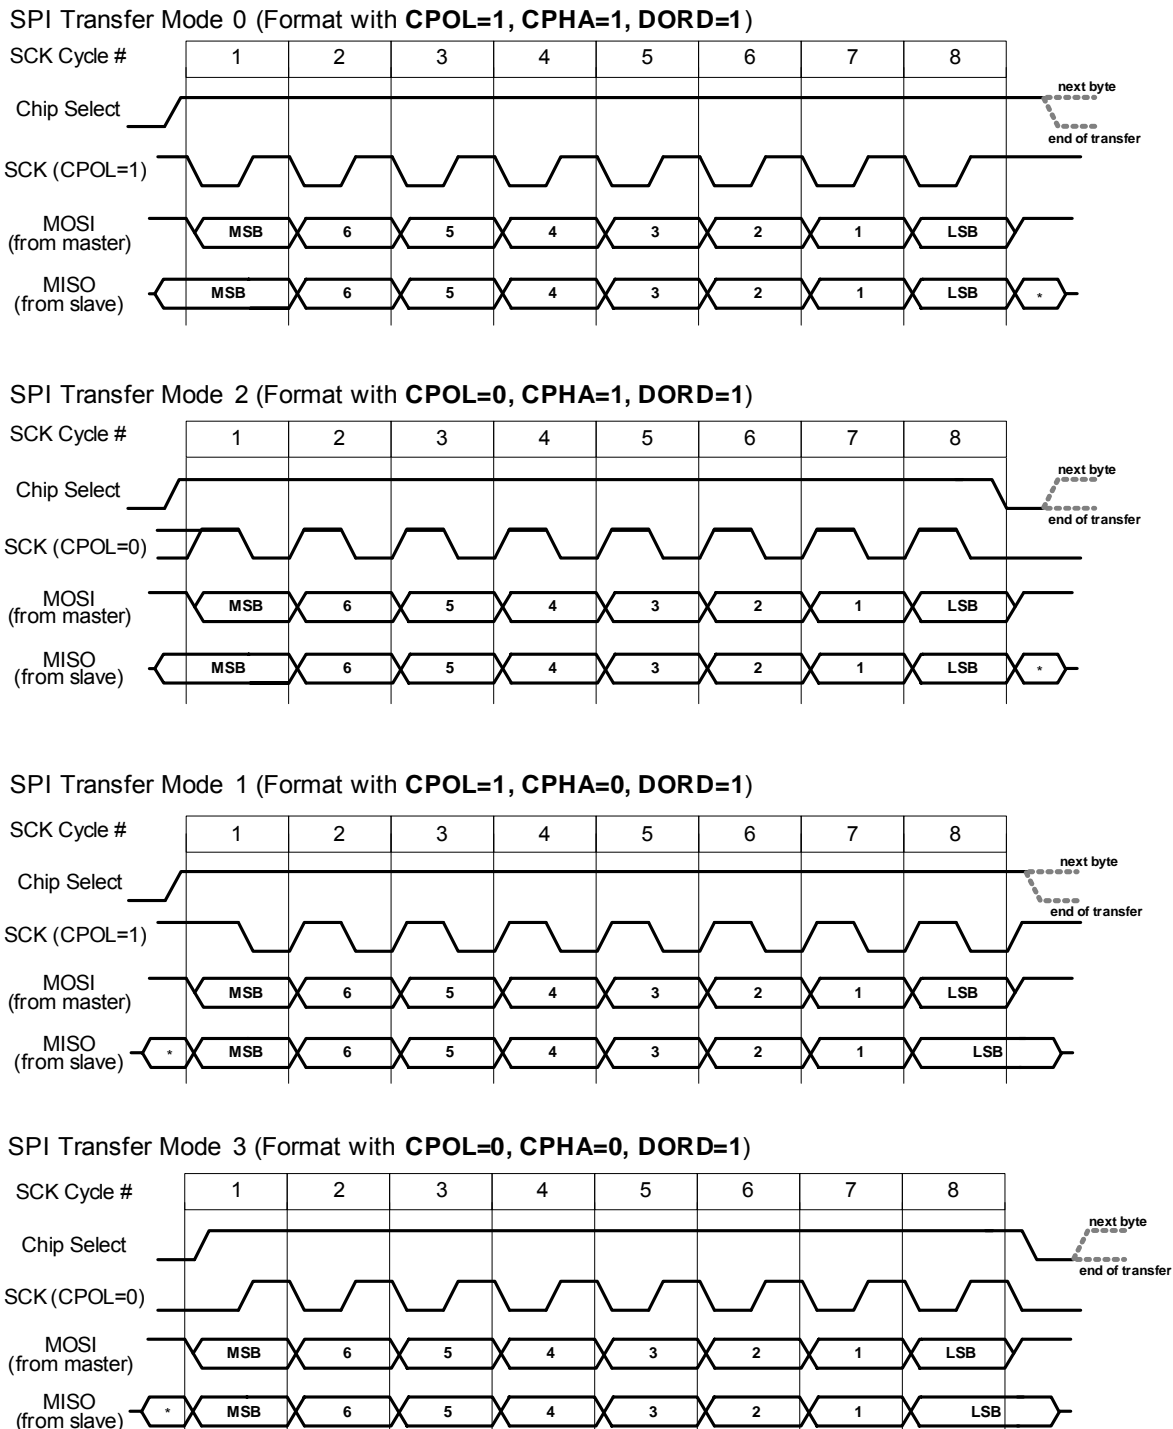 SPI Transfer Mode 0 (Format with CPOL=1, CPHA=1, DORD=1)
SCK Cycle # 1 2 3 4 5 6 7 8
next byte
Chip Select
end of transfer
SCK (CPOL=1)
MOSI
(from master)
MSB 6 5 4 3 2 1 LSB
MISO
(from slave)
MSB 6 5 4 3 2 1 LSB *
SPI Transfer Mode 2 (Format with CPOL=0, CPHA=1, DORD=1)
SCK Cycle # 1 2 3 4 5 6 7 8
next byte
Chip Select
end of transfer
SCK (CPOL=0)
MOSI
(from master)
MSB 6 5 4 3 2 1 LSB
MISO
(from slave)
MSB 6 5 4 3 2 1 LSB *
SPI Transfer Mode 1 (Format with CPOL=1, CPHA=0, DORD=1)
SCK Cycle # 1 2 3 4 5 6 7 8
next byte
Chip Select
end of transfer
SCK (CPOL=1)
MOSI
(from master)
MSB 6 5 4 3 2 1 LSB
MISO
(from slave)
* MSB 6 5 4 3 2 1 LSB
SPI Transfer Mode 3 (Format with CPOL=0, CPHA=0, DORD=1)
SCK Cycle # 1 2 3 4 5 6 7 8
next byte
Chip Select
end of transfer
SCK (CPOL=0)
MOSI
(from master)
MSB 6 5 4 3 2 1 LSB
MISO
(from slave)
* MSB 6 5 4 3 2 1 LSB